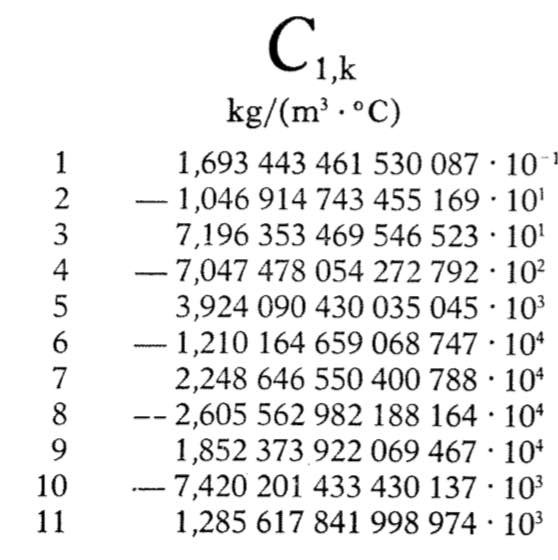 C₁,ₖ
kg/(m³ · °C)
1 1,693 443 461 530 087 · 10⁻¹
2 — 1,046 914 743 455 169 · 10¹
3 7,196 353 469 546 523 · 10¹
4 — 7,047 478 054 272 792 · 10²
5 3,924 090 430 035 045 · 10³
6 — 1,210 164 659 068 747 · 10⁴
7 2,248 646 550 400 788 · 10⁴
8 -- 2,605 562 982 188 164 · 10⁴
9 1,852 373 922 069 467 · 10⁴
10 — 7,420 201 433 430 137 · 10³
11 1,285 617 841 998 974 · 10³